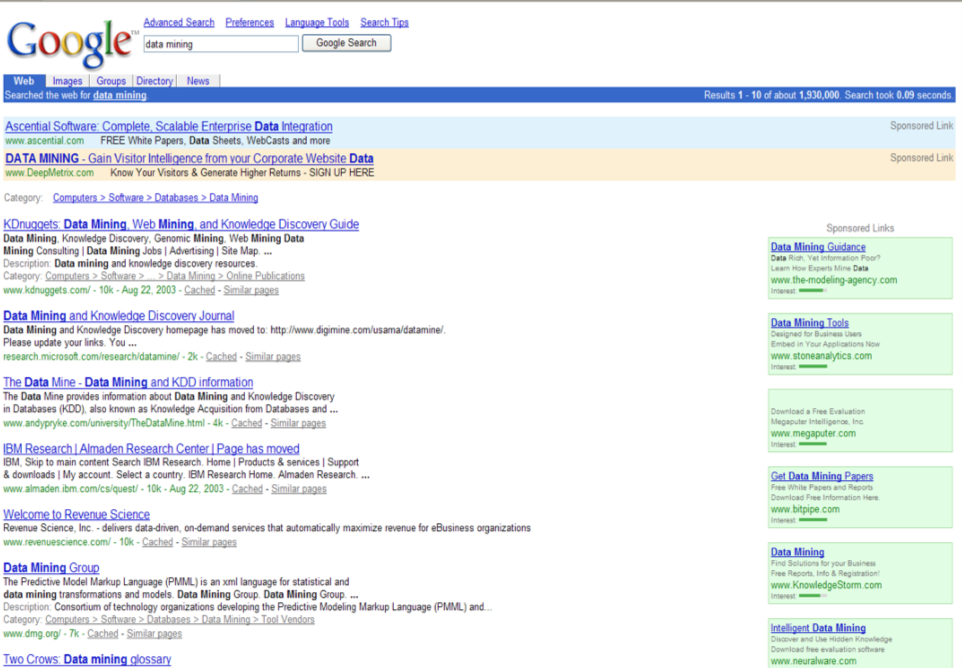 Google™
Advanced Search Preferences Language Tools Search Tips
data mining Google Search
Web Images Groups Directory News
Searched the web for data mining. Results 1 - 10 of about 1,930,000. Search took 0.09 seconds.
Ascential Software: Complete, Scalable Enterprise Data Integration Sponsored Link
www.ascential.com FREE White Papers, Data Sheets, WebCasts and more
DATA MINING - Gain Visitor Intelligence from your Corporate Website Data Sponsored Link
www.DeepMetrix.com Know Your Visitors & Generate Higher Returns - SIGN UP HERE
Category: Computers > Software > Databases > Data Mining
KDnuggets: Data Mining, Web Mining, and Knowledge Discovery Guide
Data Mining, Knowledge Discovery, Genomic Mining, Web Mining Data
Mining Consulting | Data Mining Jobs | Advertising | Site Map. ...
Description: Data mining and knowledge discovery resources.
Category: Computers > Software > ... > Data Mining > Online Publications
www.kdnuggets.com/ - 10k - Aug 22, 2003 - Cached - Similar pages
Data Mining and Knowledge Discovery Journal
Data Mining and Knowledge Discovery homepage has moved to: http://www.digimine.com/usama/datamine/.
Please update your links. You ...
research.microsoft.com/research/datamine/ - 2k - Cached - Similar pages
The Data Mine - Data Mining and KDD information
The Data Mine provides information about Data Mining and Knowledge Discovery
in Databases (KDD), also known as Knowledge Acquisition from Databases and ...
www.andypryke.com/university/TheDataMine.html - 4k - Cached - Similar pages
IBM Research | Almaden Research Center | Page has moved
IBM, Skip to main content Search IBM Research. Home | Products & services | Support
& downloads | My account. Select a country. IBM Research Home. Almaden Research. ...
www.almaden.ibm.com/cs/quest/ - 10k - Aug 22, 2003 - Cached - Similar pages
Welcome to Revenue Science
Revenue Science, Inc. - delivers data-driven, on-demand services that automatically maximize revenue for eBusiness organizations
www.revenuescience.com/ - 10k - Cached - Similar pages
Data Mining Group
The Predictive Model Markup Language (PMML) is an xml language for statistical and
data mining transformations and models. Data Mining Group. Data Mining Group. ...
Description: Consortium of technology organizations developing the Predictive Modeling Markup Language (PMML) and...
Category: Computers > Software > Databases > Data Mining > Tool Vendors
www.dmg.org/ - 7k - Cached - Similar pages
Two Crows: Data mining glossary
Sponsored Links
Data Mining Guidance
Data Rich, Yet Information Poor?
Learn How Experts Mine Data
www.the-modeling-agency.com
Interest:
Data Mining Tools
Designed for Business Users
Embed in Your Applications Now
www.stoneanalytics.com
Interest:
Download a Free Evaluation
Megaputer Intelligence, Inc.
www.megaputer.com
Interest:
Get Data Mining Papers
Free White Papers and Reports
Download Free Information Here.
www.bitpipe.com
Interest:
Data Mining
Find Solutions for your Business
Free Reports, Info & Registration!
www.KnowledgeStorm.com
Interest:
Intelligent Data Mining
Discover and Use Hidden Knowledge
Download free evaluation software
www.neuralware.com